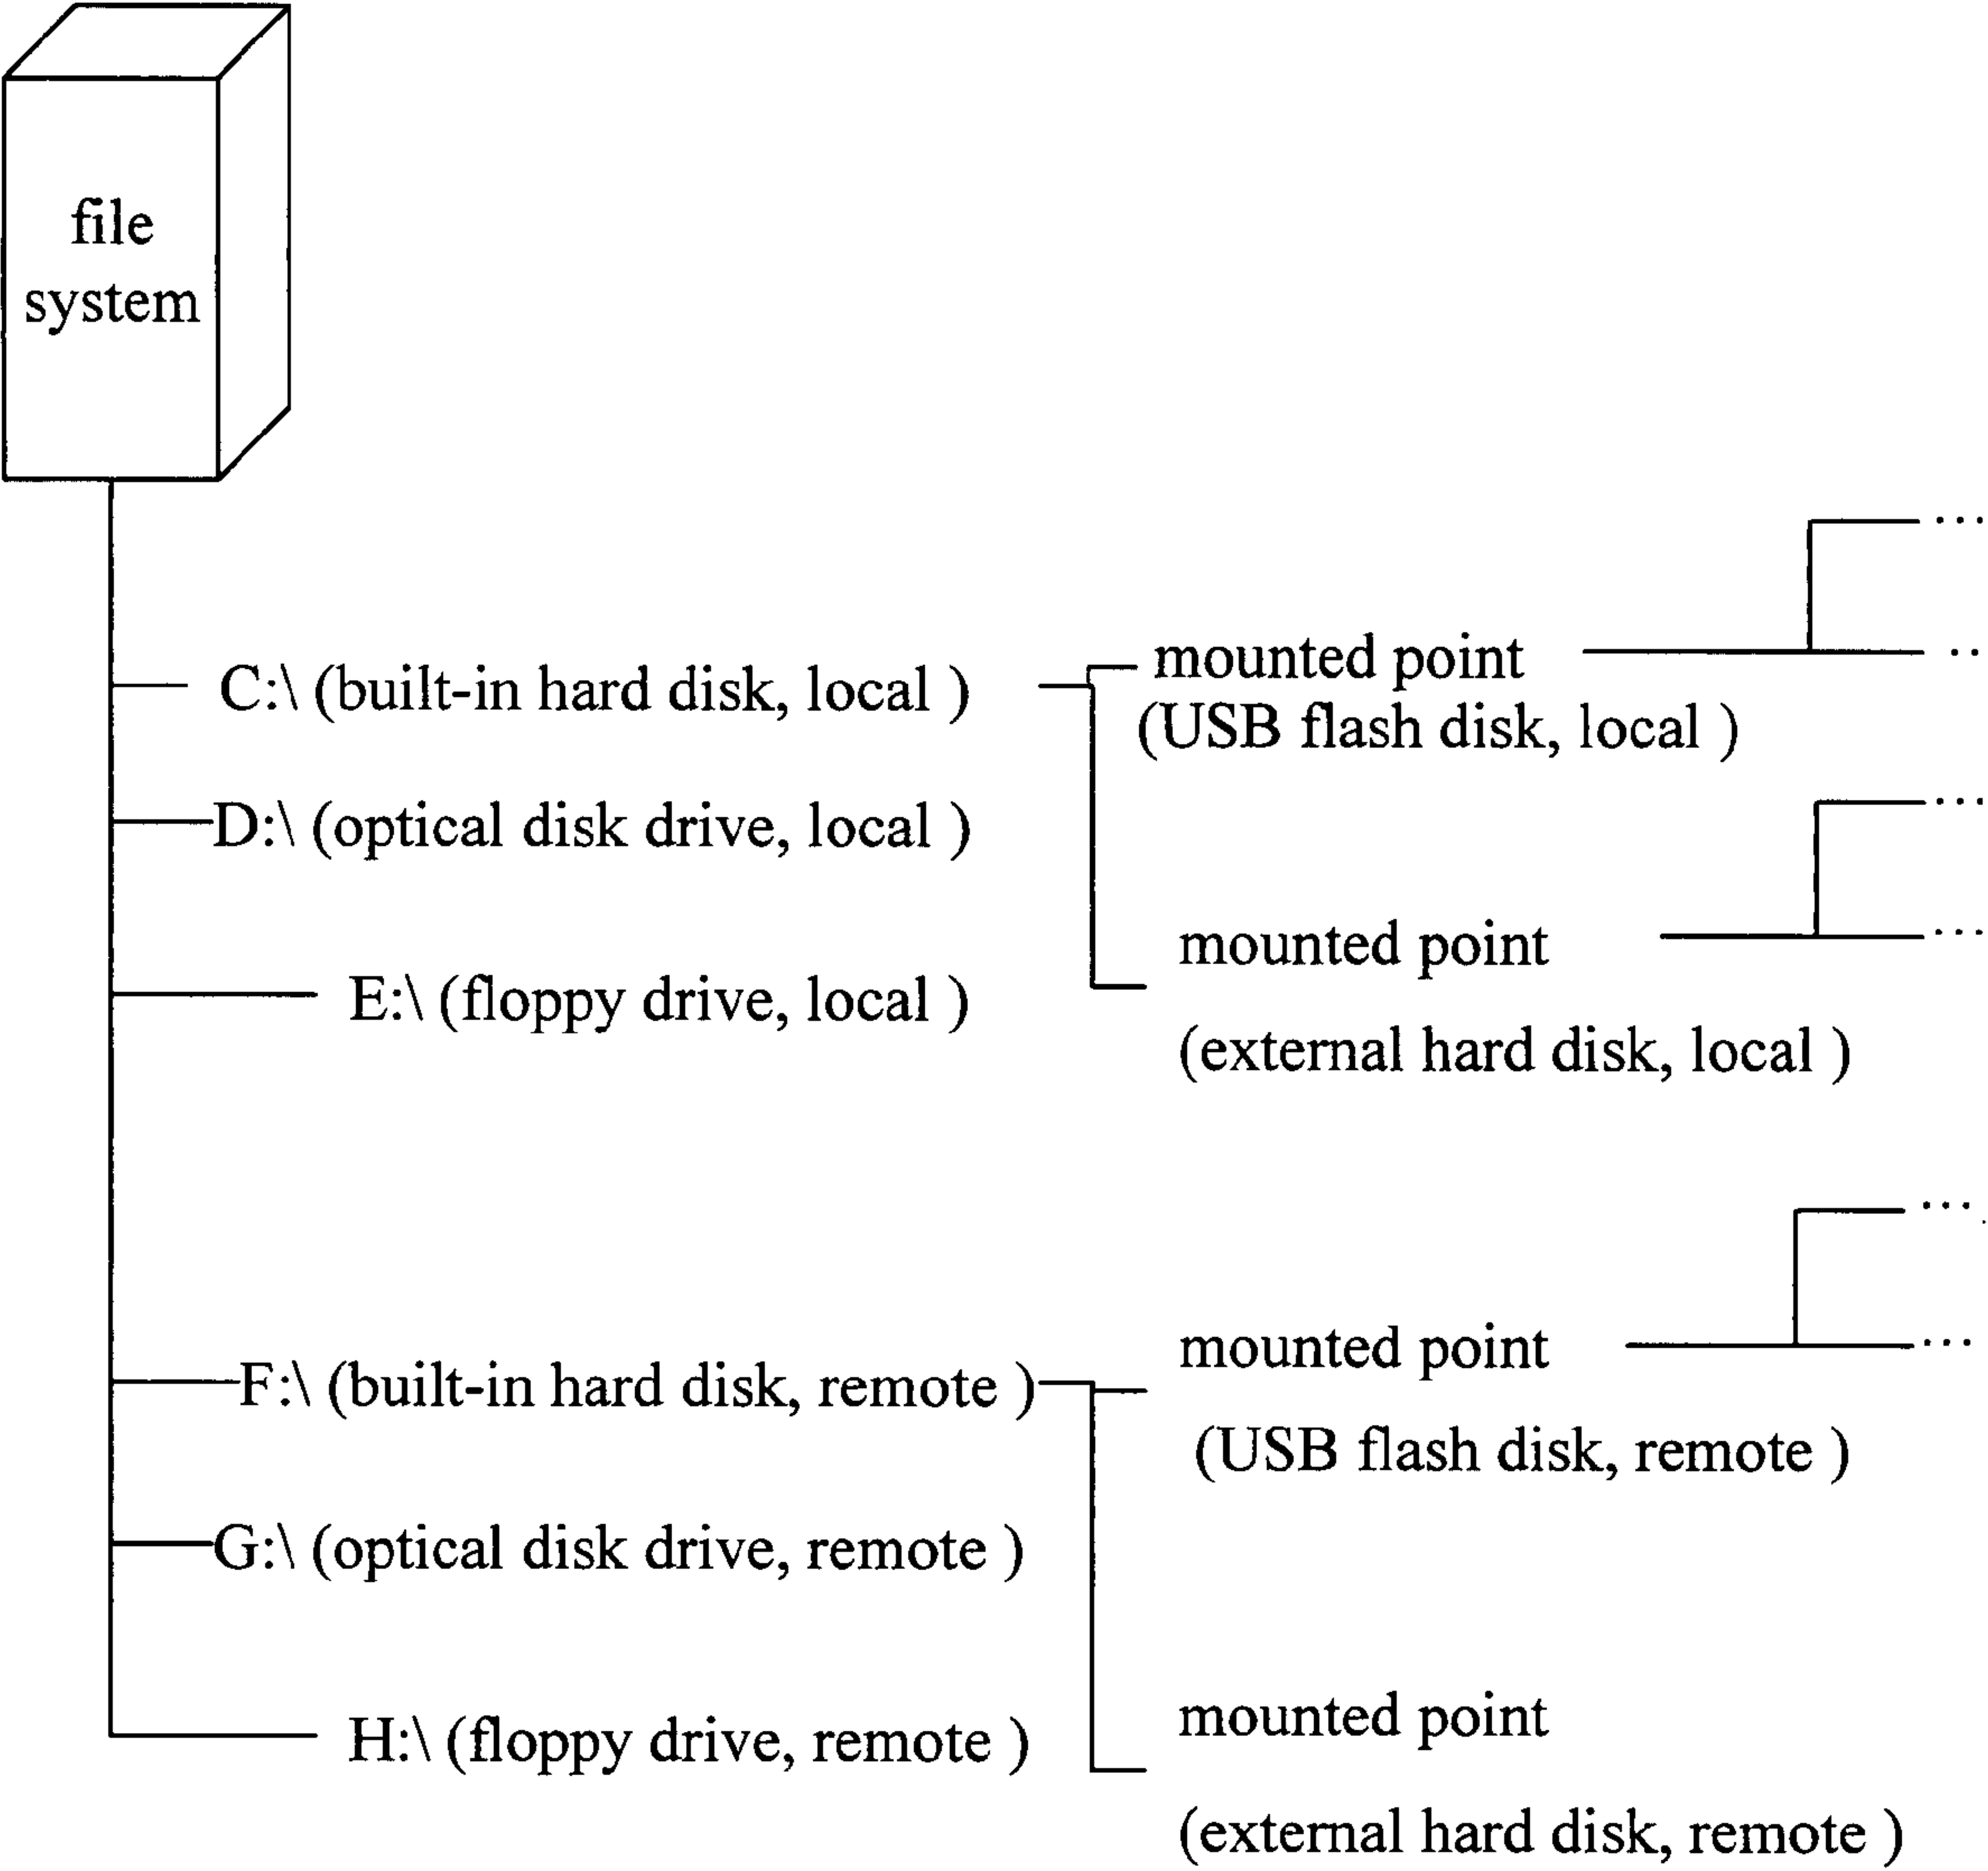 file
system
C:\ (built-in hard disk, local )
mounted point
(USB flash disk, local )
...
..
D:\ (optical disk drive, local )
E:\ (floppy drive, local )
mounted point
(external hard disk, local )
...
...
F:\ (built-in hard disk, remote )
mounted point
(USB flash disk, remote )
...
...
G:\ (optical disk drive, remote )
H:\ (floppy drive, remote )
mounted point
(external hard disk, remote )